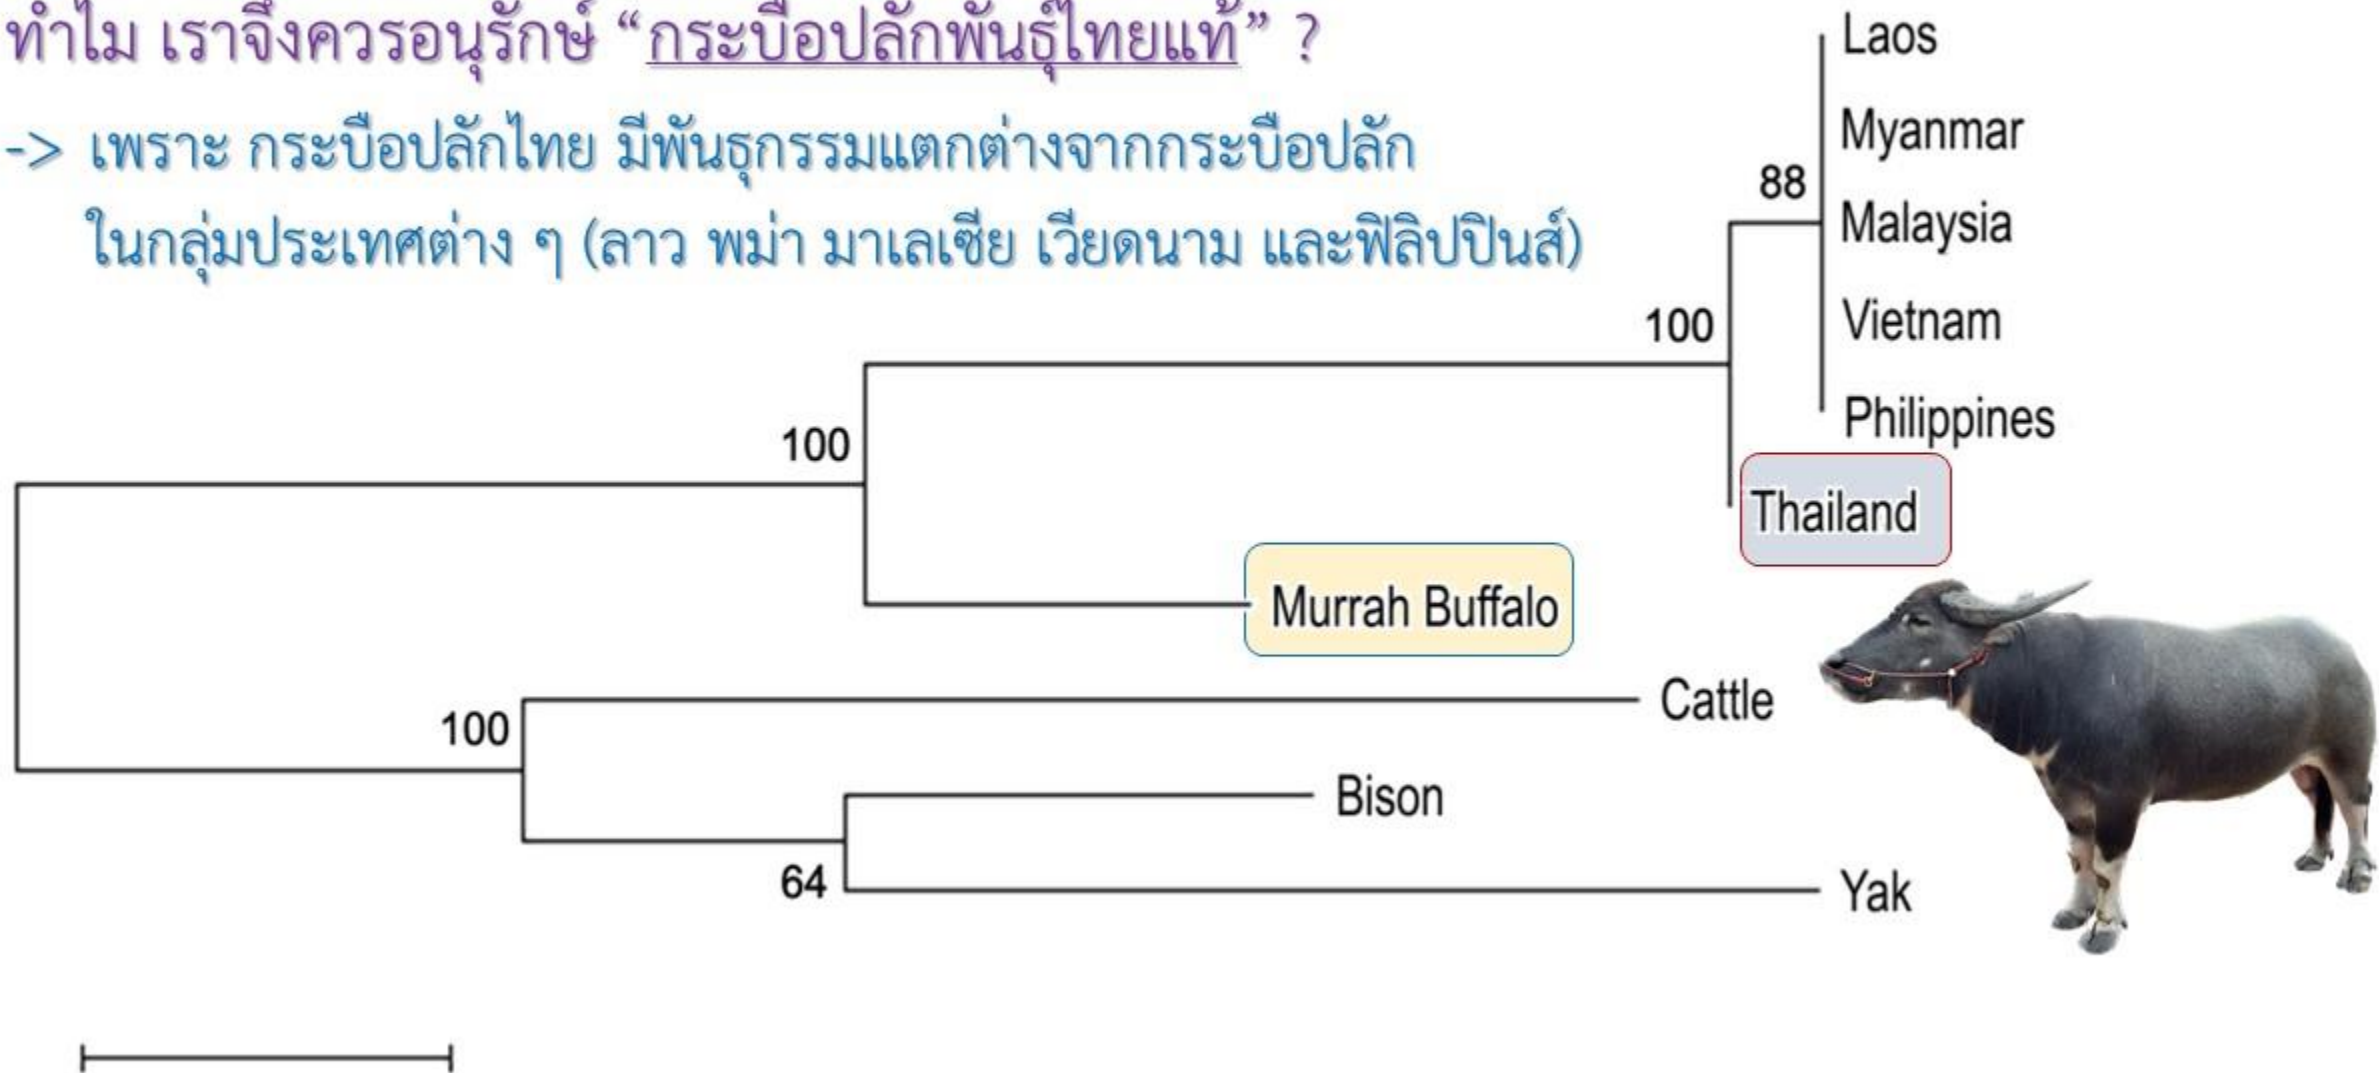 ทำไม เราจึงควรอนุรักษ์ “กระบือปลักพันธุ์ไทยแท้” ?
-> เพราะ กระบือปลักไทย มีพันธุกรรมแตกต่างจากกระบือปลัก
ในกลุ่มประเทศต่าง ๆ (ลาว พม่า มาเลเซีย เวียดนาม และฟิลิปปินส์)
Laos
Myanmar
88
Malaysia
100
Vietnam
Philippines
100
Thailand
Murrah Buffalo
Cattle
100
Bison
64
Yak